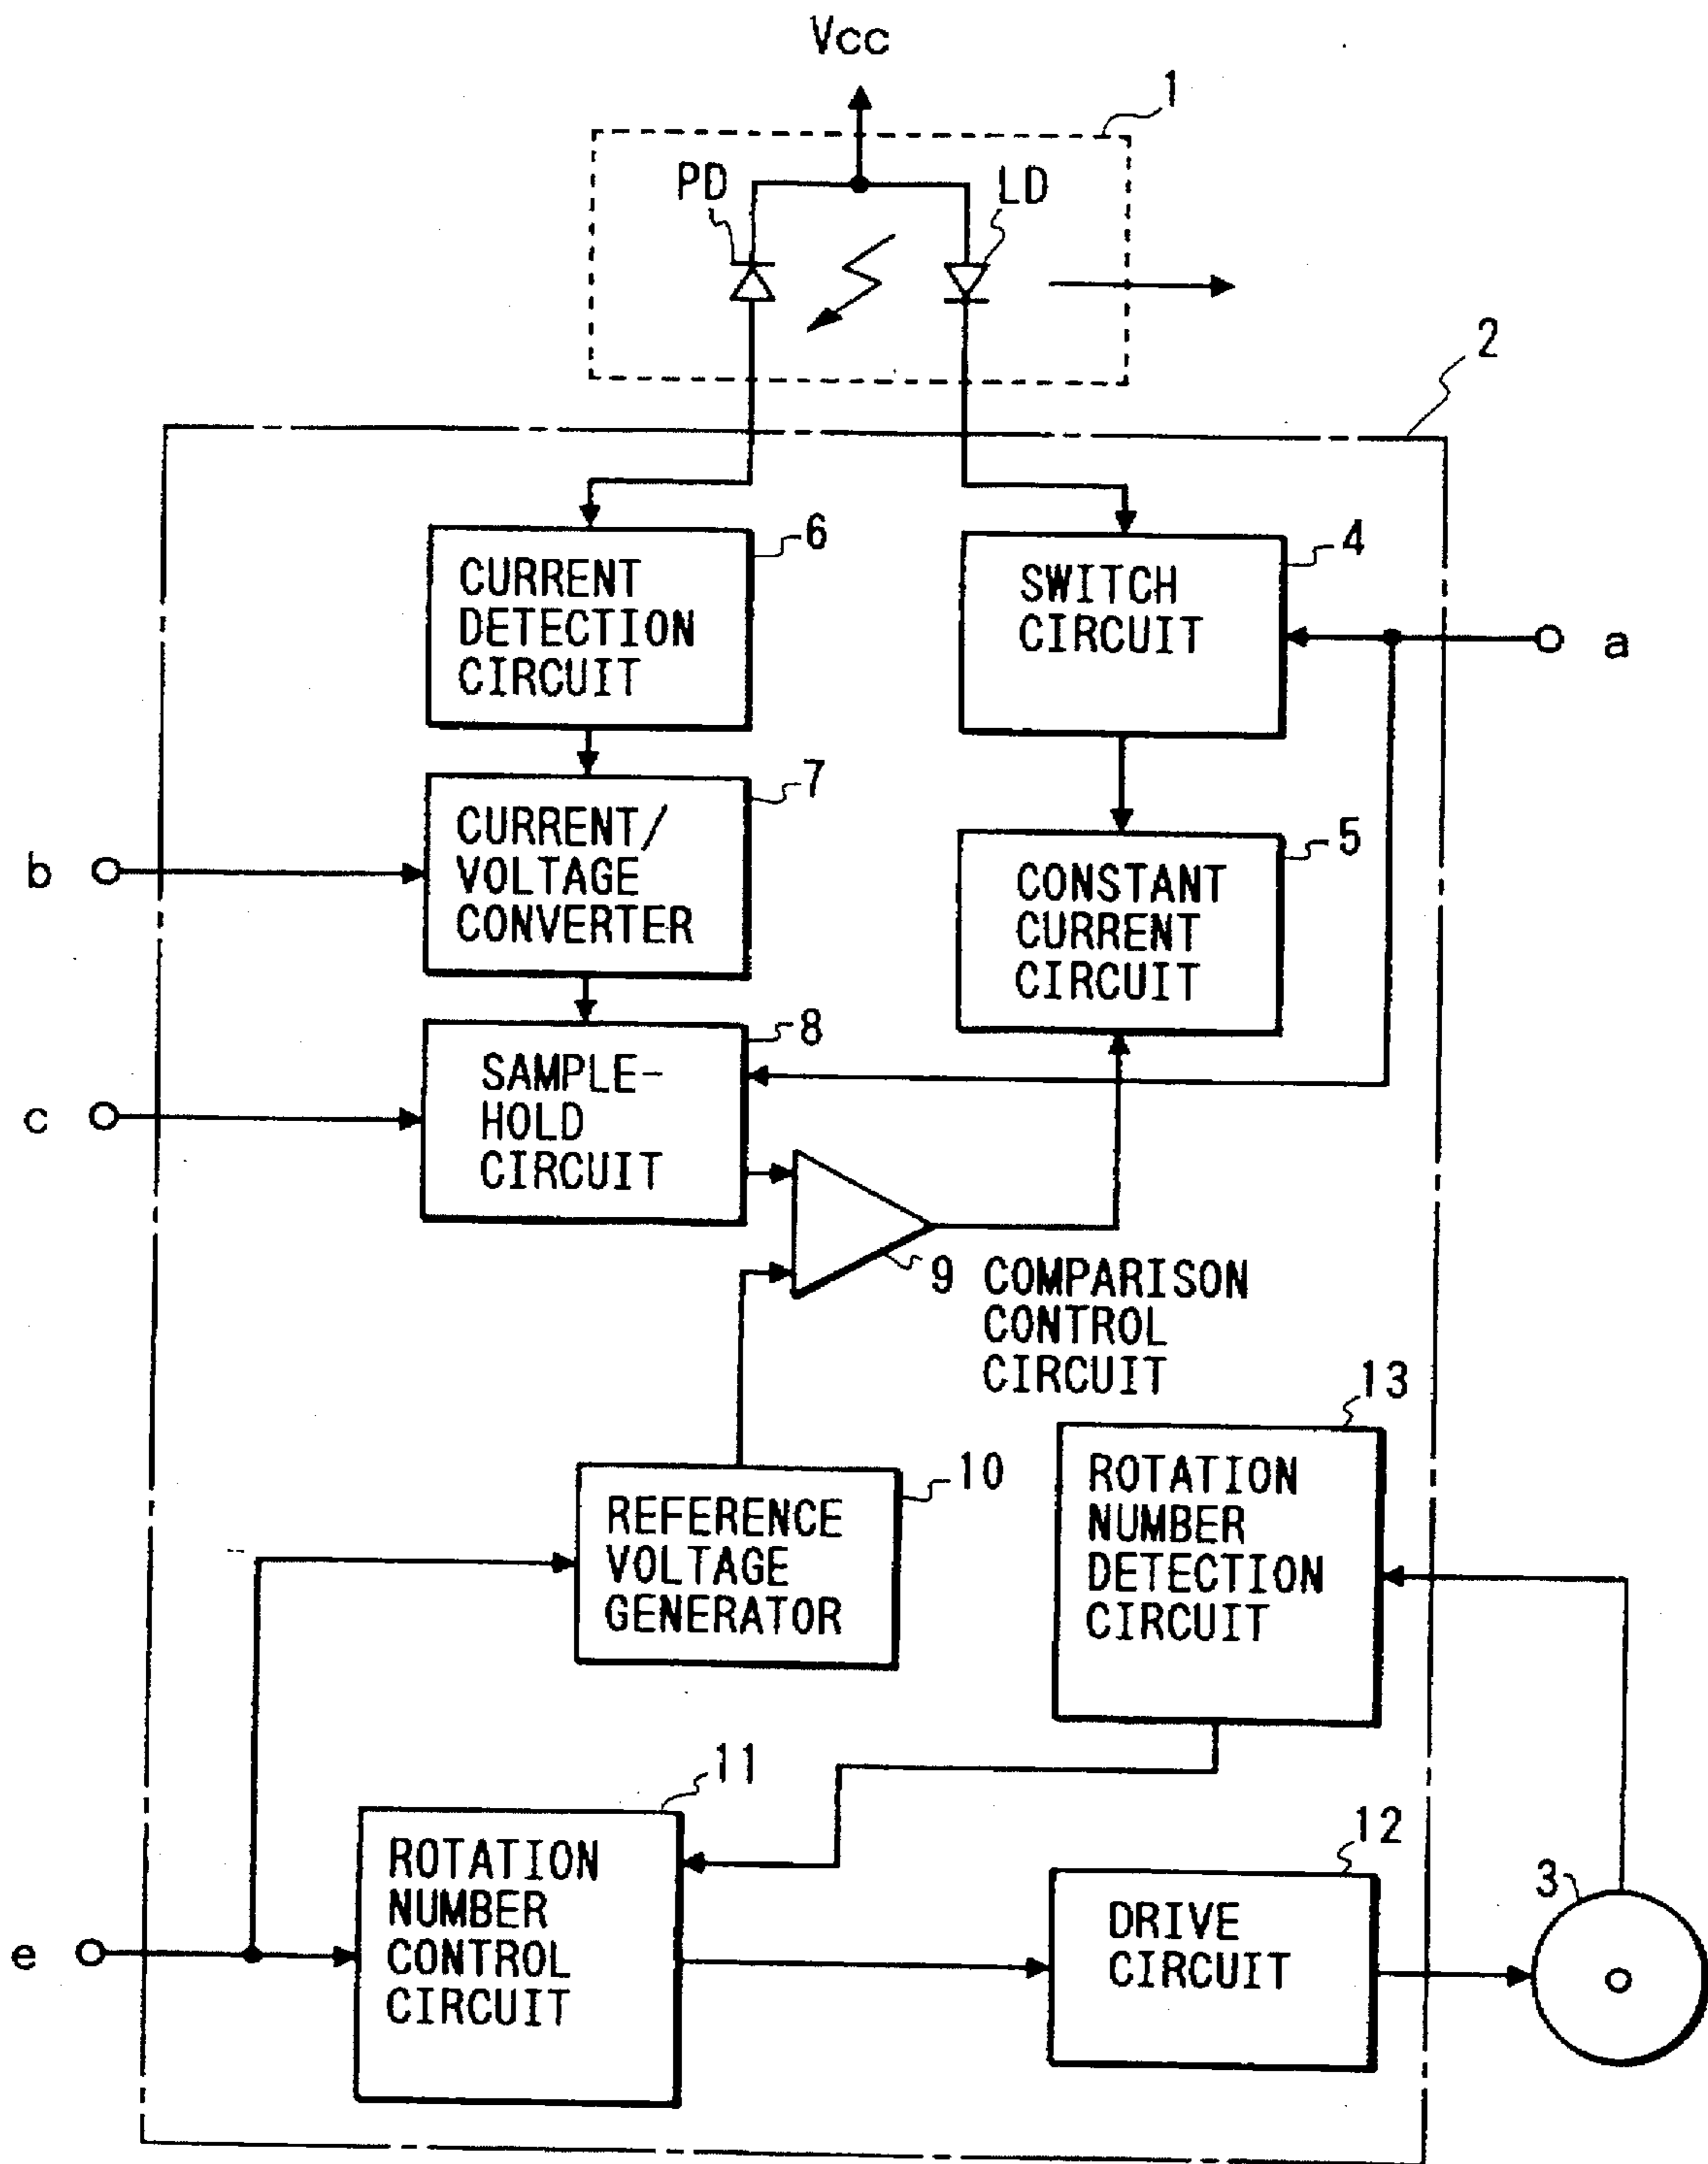 Vcc
1
PD
LD
2
6
CURRENT
DETECTION
CIRCUIT
4
SWITCH
CIRCUIT
a
7
CURRENT/
VOLTAGE
CONVERTER
b
5
CONSTANT
CURRENT
CIRCUIT
8
SAMPLE-
HOLD
CIRCUIT
c
9 COMPARISON
CONTROL
CIRCUIT
13
ROTATION
NUMBER
DETECTION
CIRCUIT
10
REFERENCE
VOLTAGE
GENERATOR
11
ROTATION
NUMBER
CONTROL
CIRCUIT
e
12
DRIVE
CIRCUIT
3